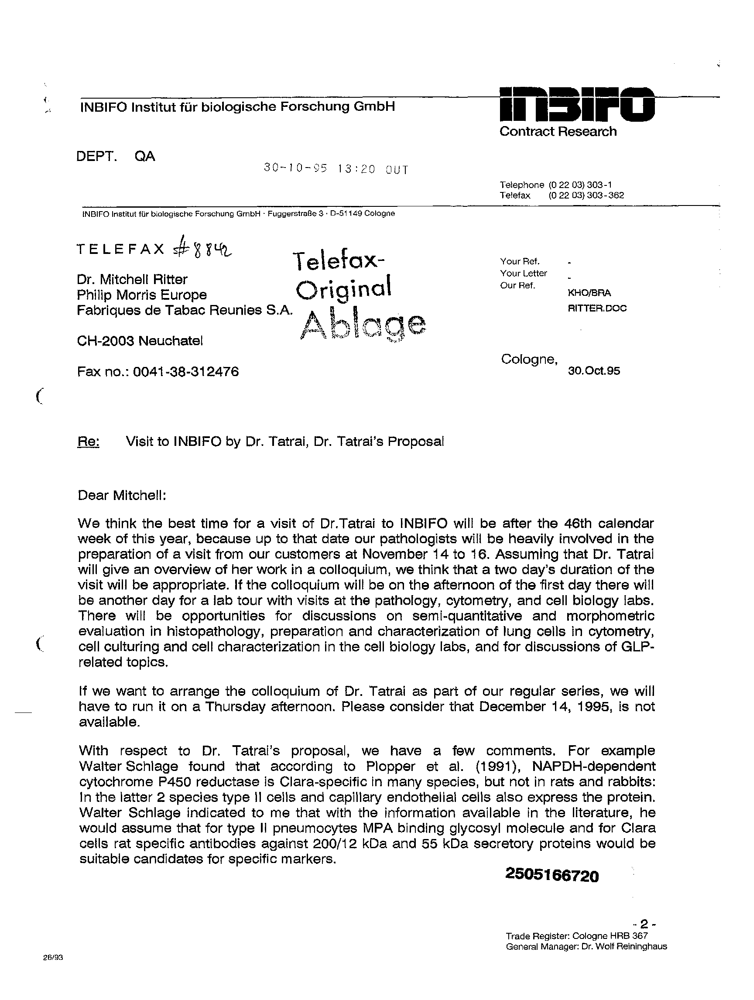 INBIFO Institut für biologische Forschung GmbH
INBIFO
Contract Research
DEPT. QA
30-10-95 13:20 OUT
Telephone (0 22 03) 303-1
Telefax (0 22 03) 303-362
INBIFO Institut für biologische Forschung GmbH · Fuggerstraße 3 · D-51149 Cologne
TELEFAX #8842
Telefax-
Original
Ablage
Dr. Mitchell Ritter
Philip Morris Europe
Fabriques de Tabac Reunies S.A.
CH-2003 Neuchatel
Fax no.: 0041-38-312476
Your Ref. -
Your Letter -
Our Ref. KHO/BRA
RITTER.DOC
Cologne,
30.Oct.95
Re: Visit to INBIFO by Dr. Tatrai, Dr. Tatrai's Proposal
Dear Mitchell:
We think the best time for a visit of Dr.Tatrai to INBIFO will be after the 46th calendar
week of this year, because up to that date our pathologists will be heavily involved in the
preparation of a visit from our customers at November 14 to 16. Assuming that Dr. Tatrai
will give an overview of her work in a colloquium, we think that a two day's duration of the
visit will be appropriate. If the colloquium will be on the afternoon of the first day there will
be another day for a lab tour with visits at the pathology, cytometry, and cell biology labs.
There will be opportunities for discussions on semi-quantitative and morphometric
evaluation in histopathology, preparation and characterization of lung cells in cytometry,
cell culturing and cell characterization in the cell biology labs, and for discussions of GLP-
related topics.
If we want to arrange the colloquium of Dr. Tatrai as part of our regular series, we will
have to run it on a Thursday afternoon. Please consider that December 14, 1995, is not
available.
With respect to Dr. Tatrai's proposal, we have a few comments. For example
Walter Schlage found that according to Plopper et al. (1991), NAPDH-dependent
cytochrome P450 reductase is Clara-specific in many species, but not in rats and rabbits:
In the latter 2 species type II cells and capillary endothelial cells also express the protein.
Walter Schlage indicated to me that with the information available in the literature, he
would assume that for type II pneumocytes MPA binding glycosyl molecule and for Clara
cells rat specific antibodies against 200/12 kDa and 55 kDa secretory proteins would be
suitable candidates for specific markers.
2505166720
- 2 -
Trade Register: Cologne HRB 367
General Manager: Dr. Wolf Reininghaus
26/93